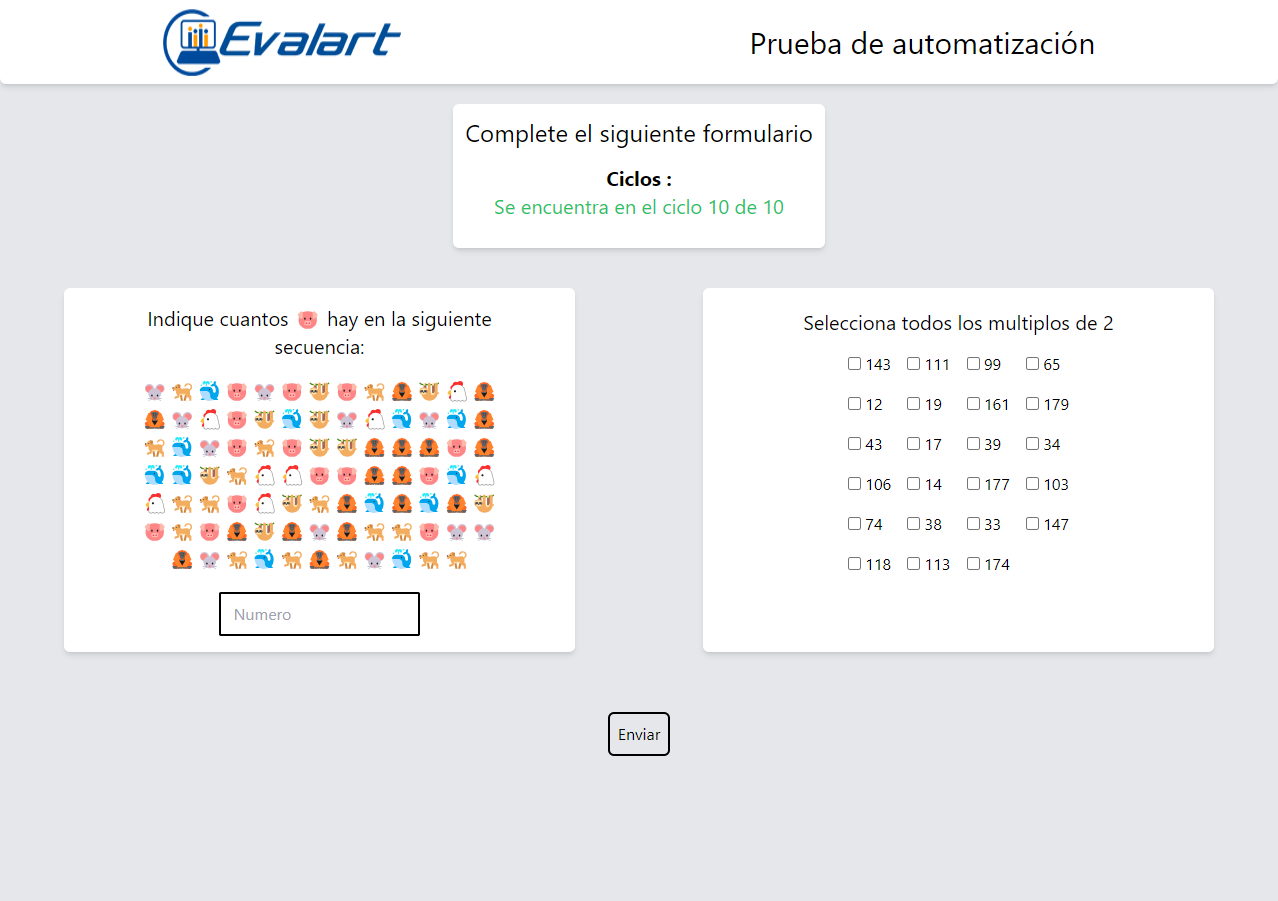 Evalart
Prueba de automatización
Complete el siguiente formulario
Ciclos :
Se encuentra en el ciclo 10 de 10
Indique cuantos 🐷 hay en la siguiente
secuencia:
🐭 🐒 🐳 🐷 🐭 🐷 🦥 🐷 🐒 🦧 🦥 🐔 🦧
🦧 🐭 🐔 🐷 🦥 🐳 🦥 🐭 🐔 🐳 🐭 🐳 🦧
🐒 🐳 🐭 🐷 🐒 🐷 🦥 🦥 🦧 🦧 🦧 🐷 🦧
🐳 🐳 🦥 🐒 🐔 🐔 🐷 🐷 🦧 🦧 🐷 🐳 🐔
🐔 🐒 🐒 🐷 🐔 🦥 🐒 🦧 🐳 🦧 🐳 🦧 🦥
🐷 🐒 🐷 🦧 🦥 🦧 🐭 🦧 🐒 🐒 🐷 🐭 🐭
🦧 🐭 🐒 🐳 🐒 🦧 🐒 🐭 🐳 🐒 🐒
Numero
Selecciona todos los multiplos de 2
143 111 99 65
12 19 161 179
43 17 39 34
106 14 177 103
74 38 33 147
118 113 174
Enviar